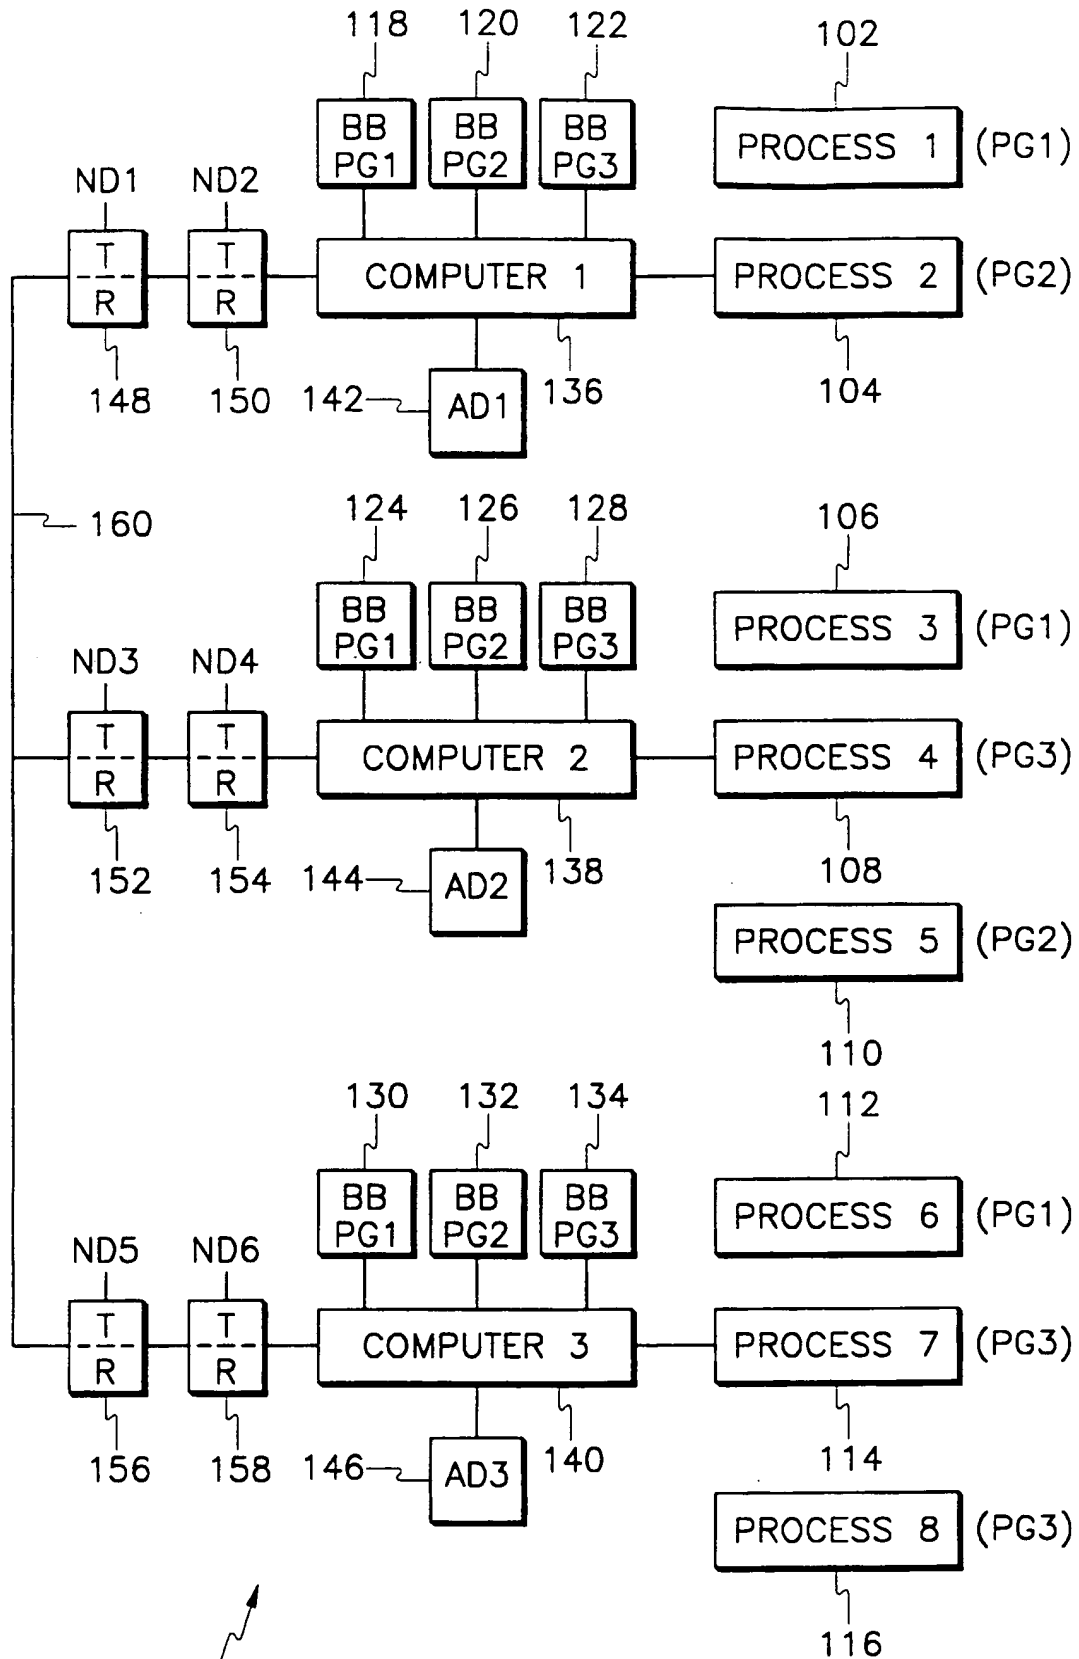 118 120 122 102
BB BB BB
PG1 PG2 PG3
PROCESS 1 (PG1)
ND1 ND2
T T
R R
COMPUTER 1
PROCESS 2 (PG2)
148 150 142 AD1 136 104
160
124 126 128 106
BB BB BB
PG1 PG2 PG3
PROCESS 3 (PG1)
ND3 ND4
T T
R R
COMPUTER 2
PROCESS 4 (PG3)
152 154 144 AD2 138 108
PROCESS 5 (PG2)
110
130 132 134 112
BB BB BB
PG1 PG2 PG3
PROCESS 6 (PG1)
ND5 ND6
T T
R R
COMPUTER 3
PROCESS 7 (PG3)
156 158 146 AD3 140 114
PROCESS 8 (PG3)
116